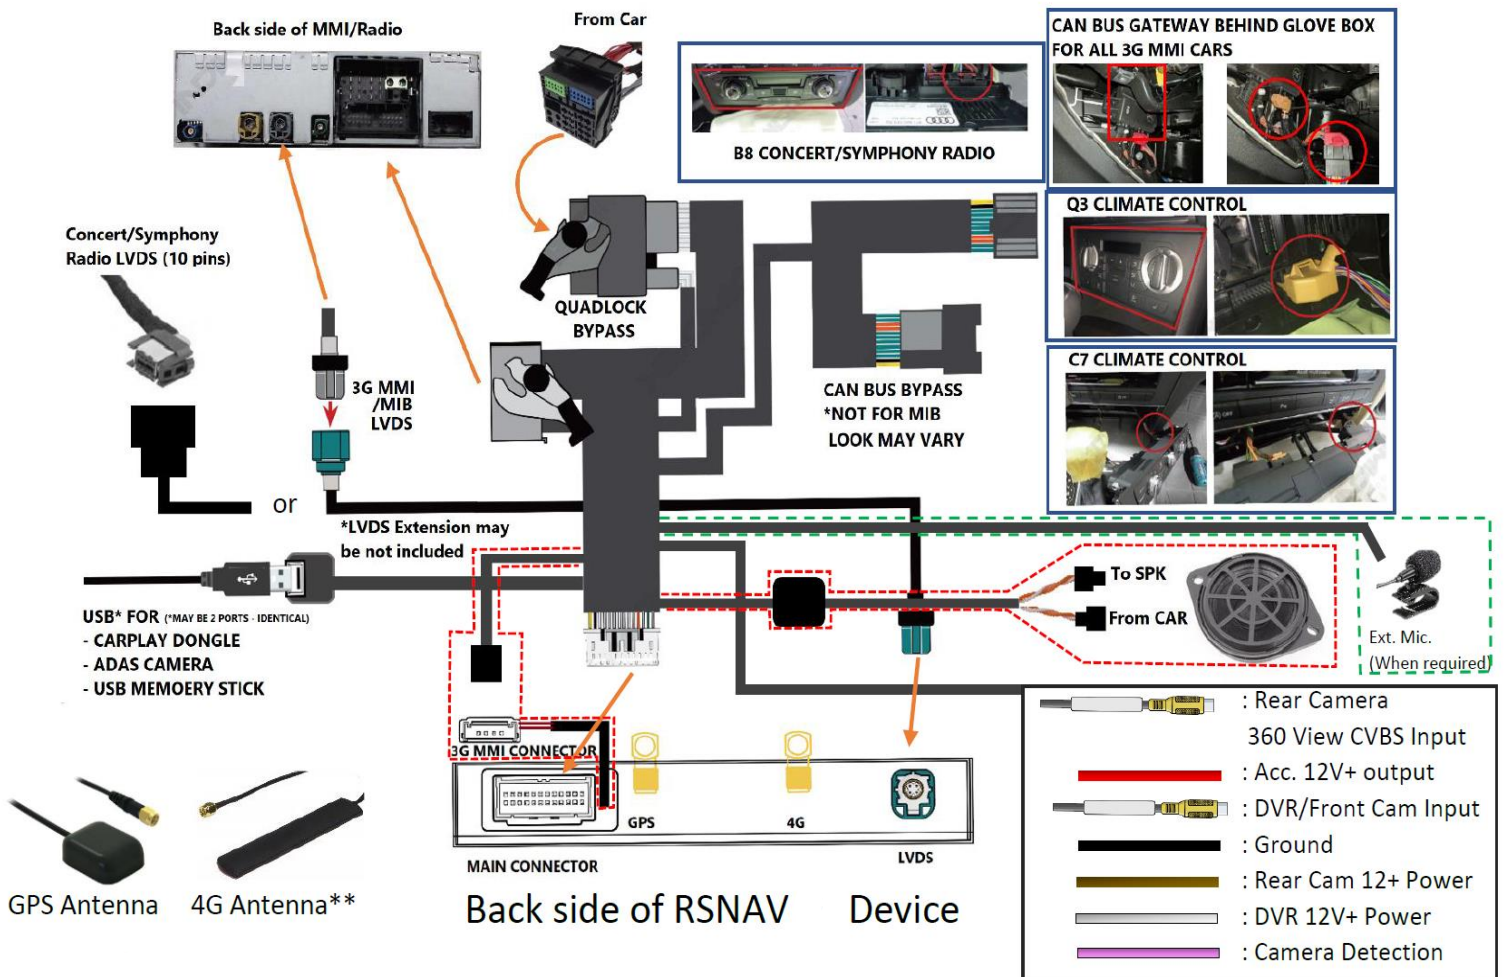 Back side of MMI/Radio
From Car
B8 CONCERT/SYMPHONY RADIO
CAN BUS GATEWAY BEHIND GLOVE BOX
FOR ALL 3G MMI CARS
Q3 CLIMATE CONTROL
C7 CLIMATE CONTROL
Concert/Symphony
Radio LVDS (10 pins)
QUADLOCK
BYPASS
3G MMI
/MIB
LVDS
CAN BUS BYPASS
*NOT FOR MIB
LOOK MAY VARY
or
*LVDS Extension may
be not included
USB* FOR (*MAY BE 2 PORTS - IDENTICAL)
- CARPLAY DONGLE
- ADAS CAMERA
- USB MEMOERY STICK
To SPK
From CAR
Ext. Mic.
(When required)
3G MMI CONNECTOR
GPS
4G
LVDS
MAIN CONNECTOR
GPS Antenna
4G Antenna**
Back side of RSNAV Device
: Rear Camera
360 View CVBS Input
: Acc. 12V+ output
: DVR/Front Cam Input
: Ground
: Rear Cam 12+ Power
: DVR 12V+ Power
: Camera Detection